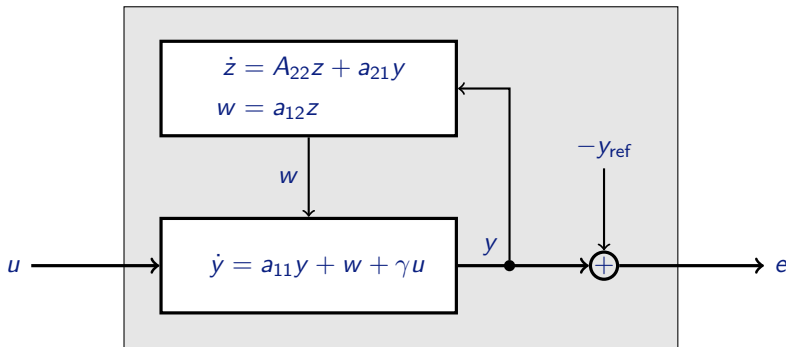 ż = A₂₂z + a₂₁y
w = a₁₂z
−y_ref
w
y
u
ẏ = a₁₁y + w + γu
+
e